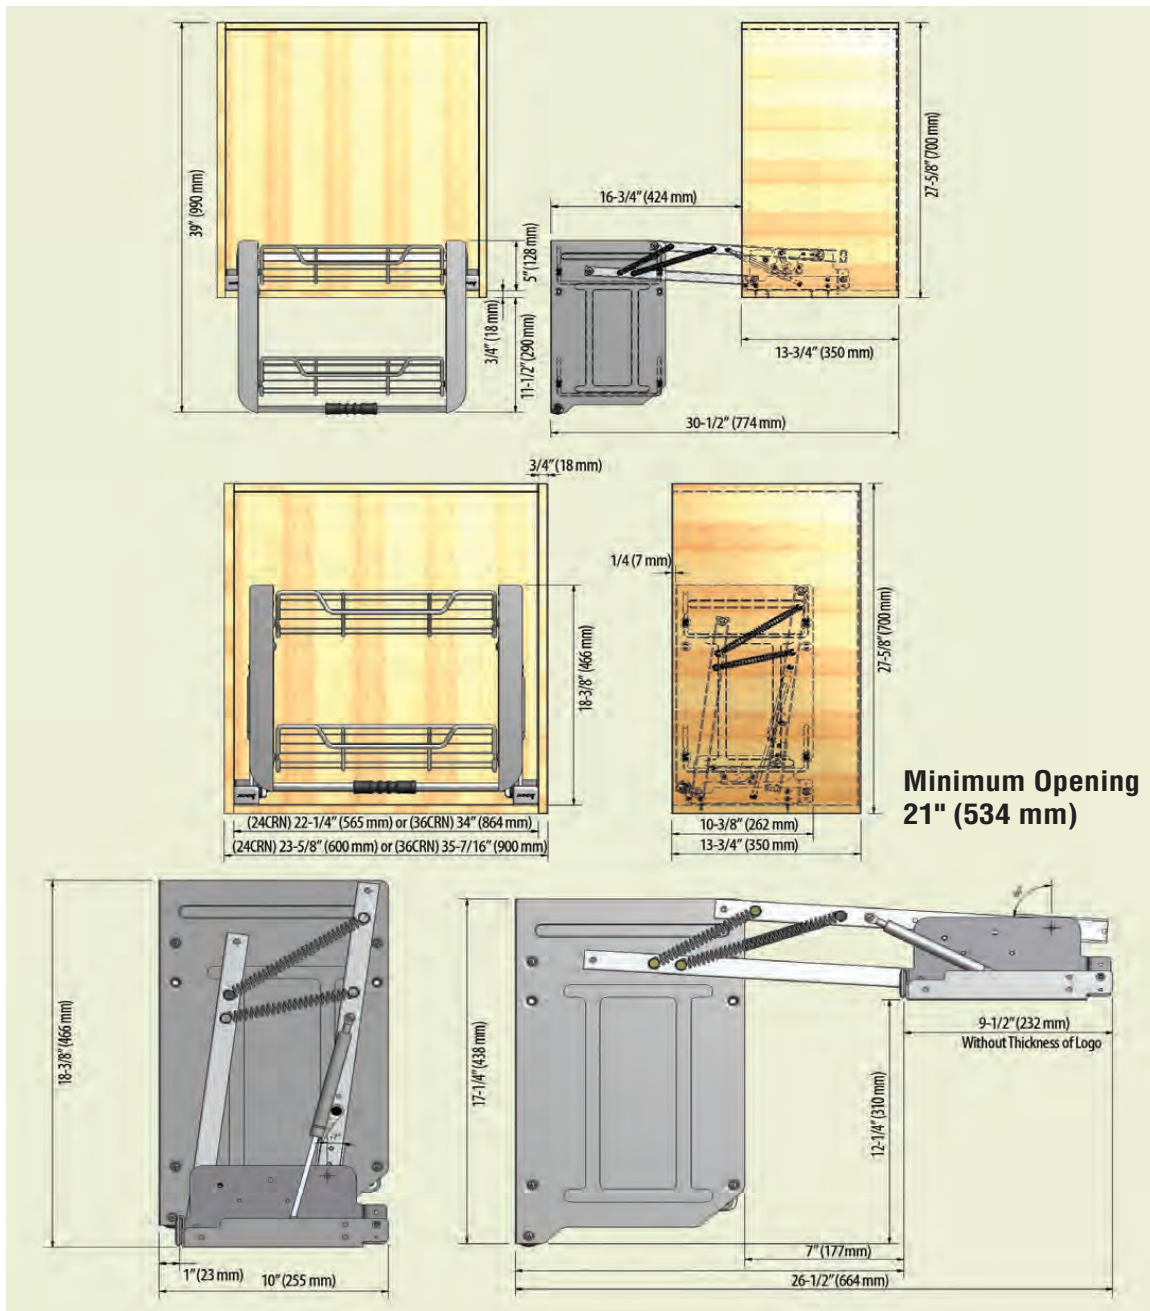 39" (990 mm)
5" (128 mm)
3/4" (18 mm)
11-1/2" (290 mm)
16-3/4" (424 mm)
27-5/8" (700 mm)
13-3/4" (350 mm)
30-1/2" (774 mm)
3/4" (18 mm)
18-3/8" (466 mm)
(24CRN) 22-1/4" (565 mm) or (36CRN) 34" (864 mm)
(24CRN) 23-5/8" (600 mm) or (36CRN) 35-7/16" (900 mm)
1/4 (7 mm)
27-5/8" (700 mm)
10-3/8" (262 mm)
13-3/4" (350 mm)
Minimum Opening
21" (534 mm)
18-3/8" (466 mm)
1" (23 mm)
10" (255 mm)
17-1/4" (438 mm)
9-1/2" (232 mm)
Without Thickness of Logo
12-1/4" (310 mm)
7" (177mm)
26-1/2" (664 mm)